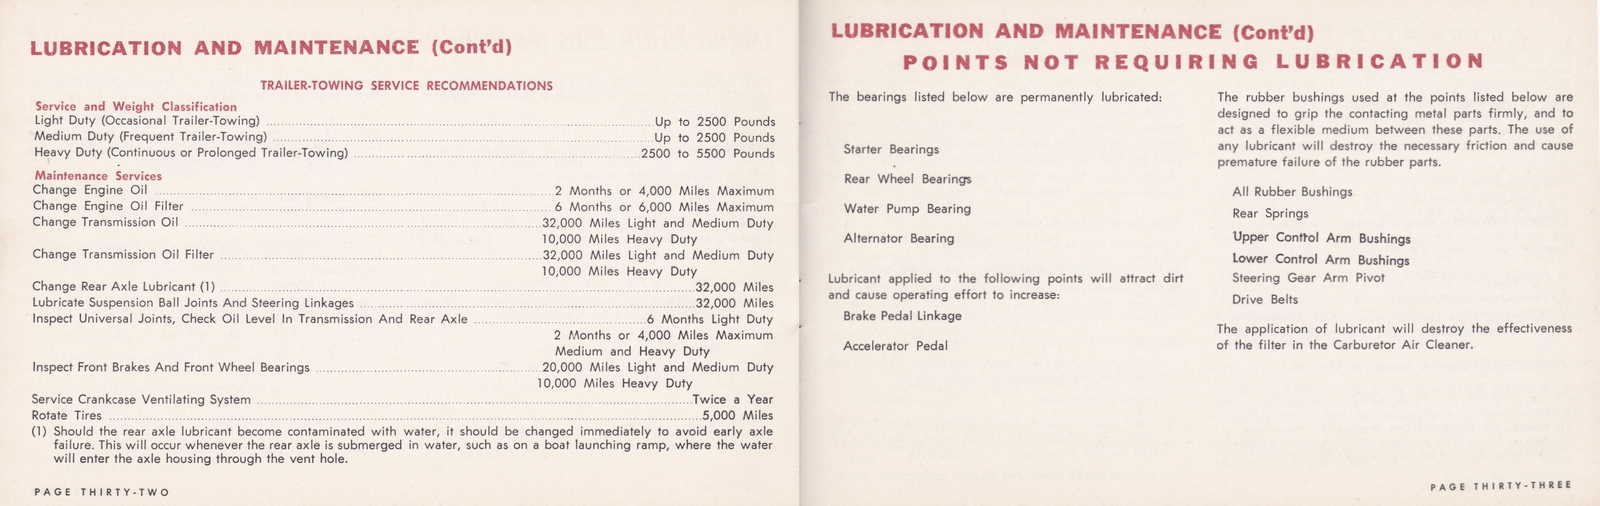 LUBRICATION AND MAINTENANCE (Cont'd)
TRAILER-TOWING SERVICE RECOMMENDATIONS
Service and Weight Classification
Light Duty (Occasional Trailer-Towing) ........ Up to 2500 Pounds
Medium Duty (Frequent Trailer-Towing) ........ Up to 2500 Pounds
Heavy Duty (Continuous or Prolonged Trailer-Towing) ........ 2500 to 5500 Pounds
Maintenance Services
Change Engine Oil ........ 2 Months or 4,000 Miles Maximum
Change Engine Oil Filter ........ 6 Months or 6,000 Miles Maximum
Change Transmission Oil ........ 32,000 Miles Light and Medium Duty
10,000 Miles Heavy Duty
Change Transmission Oil Filter ........ 32,000 Miles Light and Medium Duty
10,000 Miles Heavy Duty
Change Rear Axle Lubricant (1) ........ 32,000 Miles
Lubricate Suspension Ball Joints And Steering Linkages ........ 32,000 Miles
Inspect Universal Joints, Check Oil Level In Transmission And Rear Axle ........ 6 Months Light Duty
2 Months or 4,000 Miles Maximum
Medium and Heavy Duty
Inspect Front Brakes And Front Wheel Bearings ........ 20,000 Miles Light and Medium Duty
10,000 Miles Heavy Duty
Service Crankcase Ventilating System ........ Twice a Year
Rotate Tires ........ 5,000 Miles
(1) Should the rear axle lubricant become contaminated with water, it should be changed immediately to avoid early axle
failure. This will occur whenever the rear axle is submerged in water, such as on a boat launching ramp, where the water
will enter the axle housing through the vent hole.
PAGE THIRTY-TWO
LUBRICATION AND MAINTENANCE (Cont'd)
POINTS NOT REQUIRING LUBRICATION
The bearings listed below are permanently lubricated:
Starter Bearings
Rear Wheel Bearings
Water Pump Bearing
Alternator Bearing
Lubricant applied to the following points will attract dirt
and cause operating effort to increase:
Brake Pedal Linkage
Accelerator Pedal
The rubber bushings used at the points listed below are
designed to grip the contacting metal parts firmly, and to
act as a flexible medium between these parts. The use of
any lubricant will destroy the necessary friction and cause
premature failure of the rubber parts.
All Rubber Bushings
Rear Springs
Upper Control Arm Bushings
Lower Control Arm Bushings
Steering Gear Arm Pivot
Drive Belts
The application of lubricant will destroy the effectiveness
of the filter in the Carburetor Air Cleaner.
PAGE THIRTY-THREE